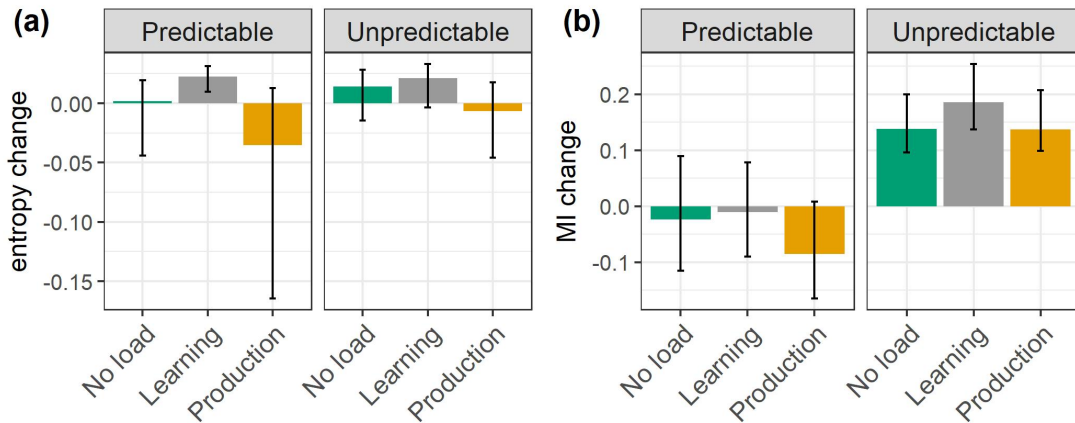 (a)
Predictable
Unpredictable
entropy change
0.00
-0.05
-0.10
-0.15
No load
Learning
Production
No load
Learning
Production
(b)
Predictable
Unpredictable
MI change
0.2
0.1
0.0
-0.1
No load
Learning
Production
No load
Learning
Production